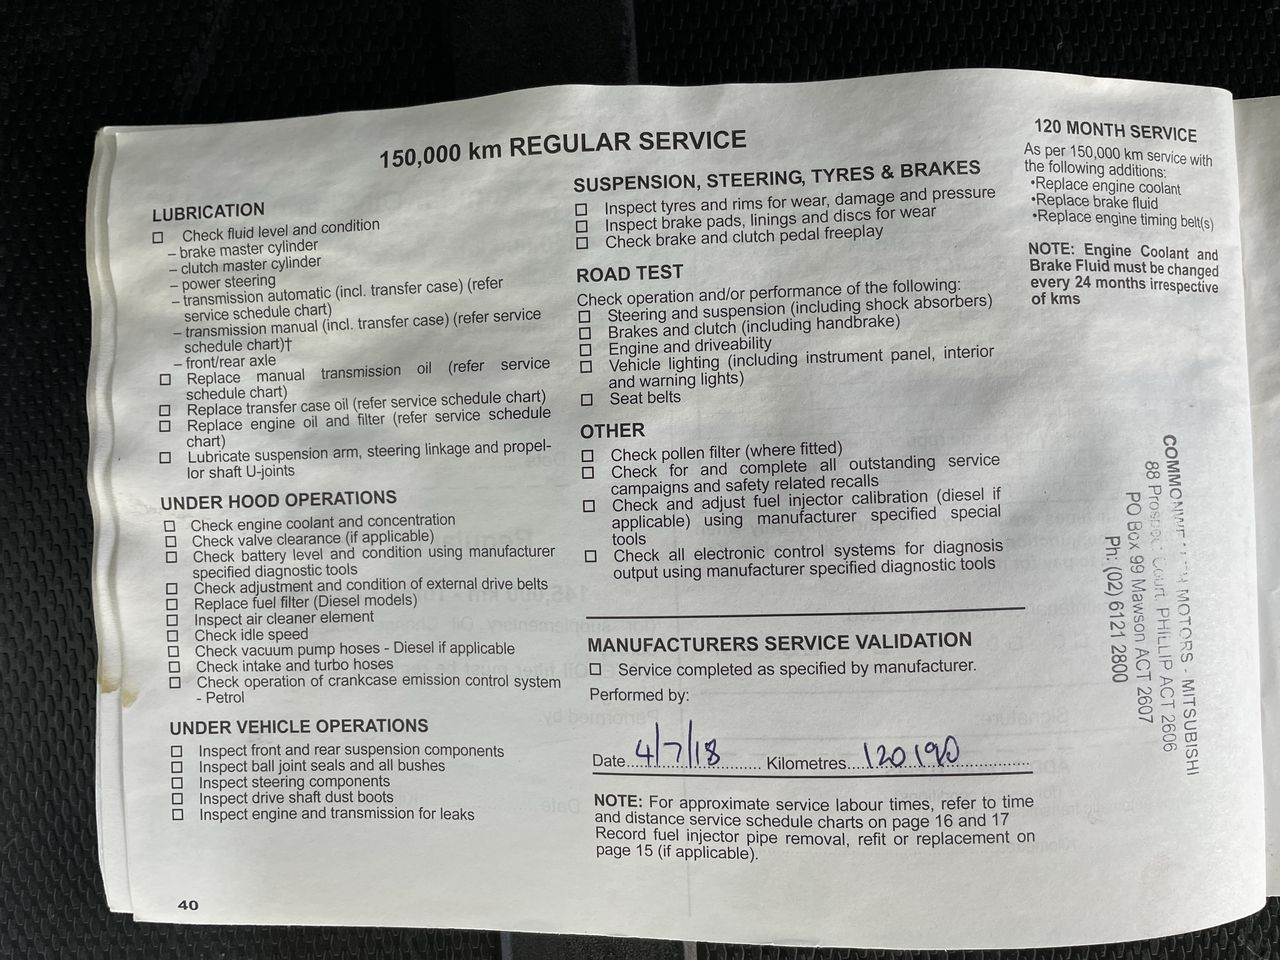 150,000 km REGULAR SERVICE
LUBRICATION
Check fluid level and condition
– brake master cylinder
– clutch master cylinder
– power steering
– transmission automatic (incl. transfer case) (refer
service schedule chart)
– transmission manual (incl. transfer case) (refer service
schedule chart)†
– front/rear axle
Replace manual transmission oil (refer service
schedule chart)
Replace transfer case oil (refer service schedule chart)
Replace engine oil and filter (refer service schedule
chart)
Lubricate suspension arm, steering linkage and propel-
lor shaft U-joints
UNDER HOOD OPERATIONS
Check engine coolant and concentration
Check valve clearance (if applicable)
Check battery level and condition using manufacturer
specified diagnostic tools
Check adjustment and condition of external drive belts
Replace fuel filter (Diesel models)
Inspect air cleaner element
Check idle speed
Check vacuum pump hoses - Diesel if applicable
Check intake and turbo hoses
Check operation of crankcase emission control system
- Petrol
UNDER VEHICLE OPERATIONS
Inspect front and rear suspension components
Inspect ball joint seals and all bushes
Inspect steering components
Inspect drive shaft dust boots
Inspect engine and transmission for leaks
40
SUSPENSION, STEERING, TYRES & BRAKES
Inspect tyres and rims for wear, damage and pressure
Inspect brake pads, linings and discs for wear
Check brake and clutch pedal freeplay
ROAD TEST
Check operation and/or performance of the following:
Steering and suspension (including shock absorbers)
Brakes and clutch (including handbrake)
Engine and driveability
Vehicle lighting (including instrument panel, interior
and warning lights)
Seat belts
OTHER
Check pollen filter (where fitted)
Check for and complete all outstanding service
campaigns and safety related recalls
Check and adjust fuel injector calibration (diesel if
applicable) using manufacturer specified special
tools
Check all electronic control systems for diagnosis
output using manufacturer specified diagnostic tools
MANUFACTURERS SERVICE VALIDATION
Service completed as specified by manufacturer.
Performed by:
Date 4/7/18 Kilometres 120190
NOTE: For approximate service labour times, refer to time
and distance service schedule charts on page 16 and 17
Record fuel injector pipe removal, refit or replacement on
page 15 (if applicable).
120 MONTH SERVICE
As per 150,000 km service with
the following additions:
•Replace engine coolant
•Replace brake fluid
•Replace engine timing belt(s)
NOTE: Engine Coolant and
Brake Fluid must be changed
every 24 months irrespective
of kms
COMMONWEALTH MOTORS - MITSUBISHI
88 Prospect Court PHILLIP ACT 2606
PO Box 99 Mawson ACT 2607
Ph: (02) 6121 2800